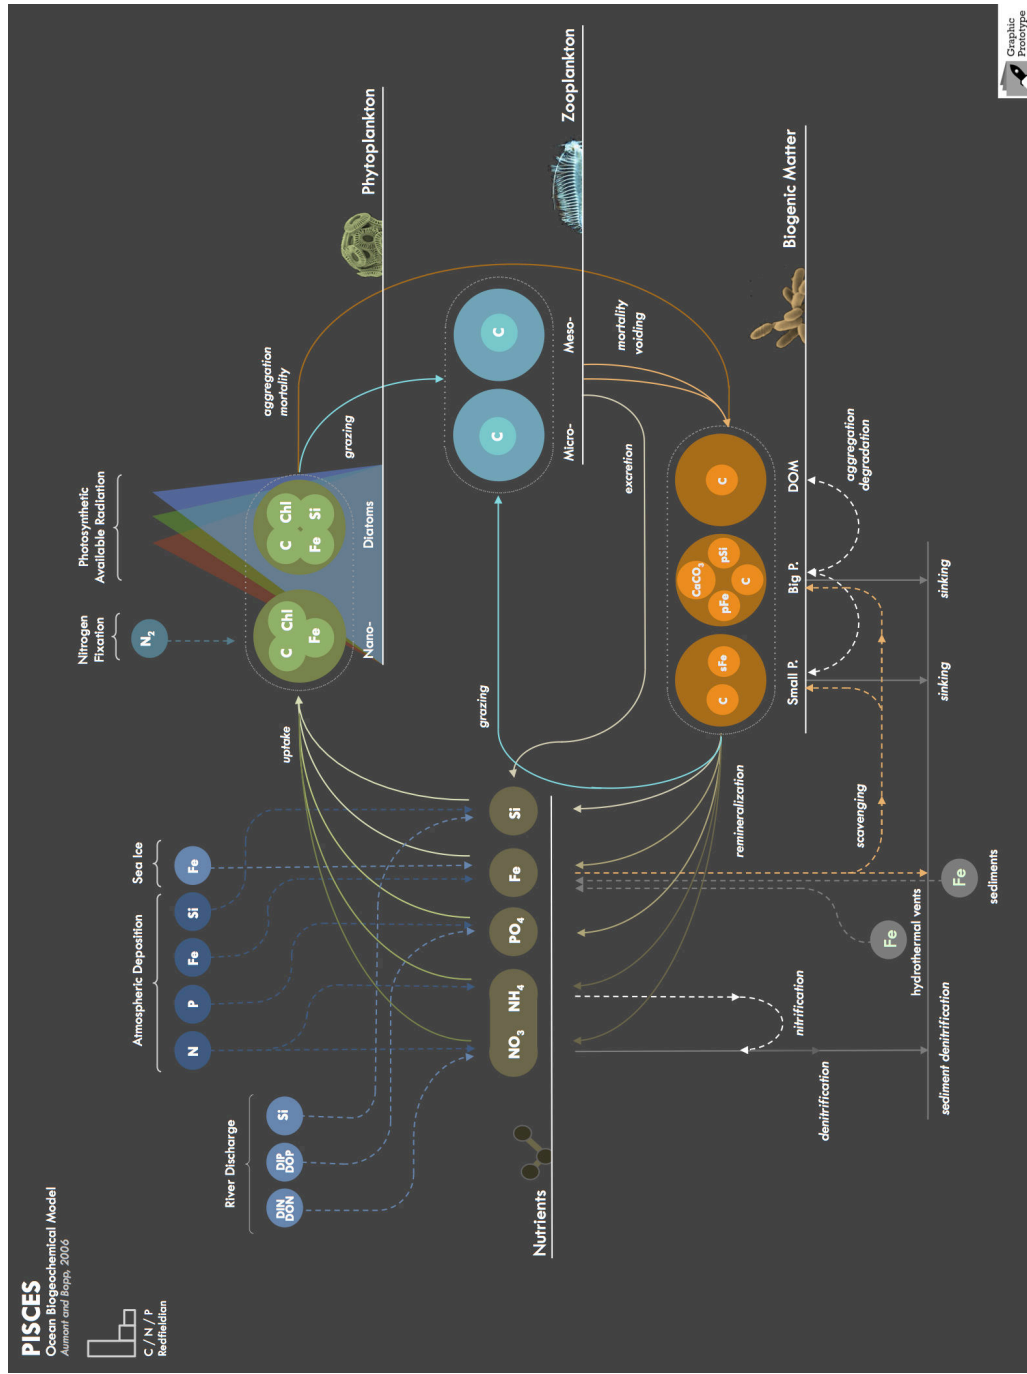 PISCES
Ocean Biogeochemical Model
Aumont and Bopp, 2006
C / N / P
Redfieldian
River Discharge
DIN
DON
DIP
DOP
Si
Atmospheric Deposition
N
P
Fe
Si
Sea Ice
Fe
Nitrogen
Fixation
N₂
Photosynthetic
Available Radiation
uptake
C
Chl
Fe
Nano-
C
Chl
Fe
Si
Diatoms
Phytoplankton
aggregation
mortality
grazing
Nutrients
NO₃
NH₄
PO₄
Fe
Si
grazing
C
Micro-
C
Meso-
Zooplankton
excretion
mortality
voiding
remineralization
C
sFe
Small P.
CaCO₃
pFe
pSi
C
Big P.
C
DOM
Biogenic Matter
aggregation
degradation
nitrification
denitrification
scavenging
Fe
hydrothermal vents
sediment denitrification
Fe
sediments
sinking
sinking
Graphic
Prototype